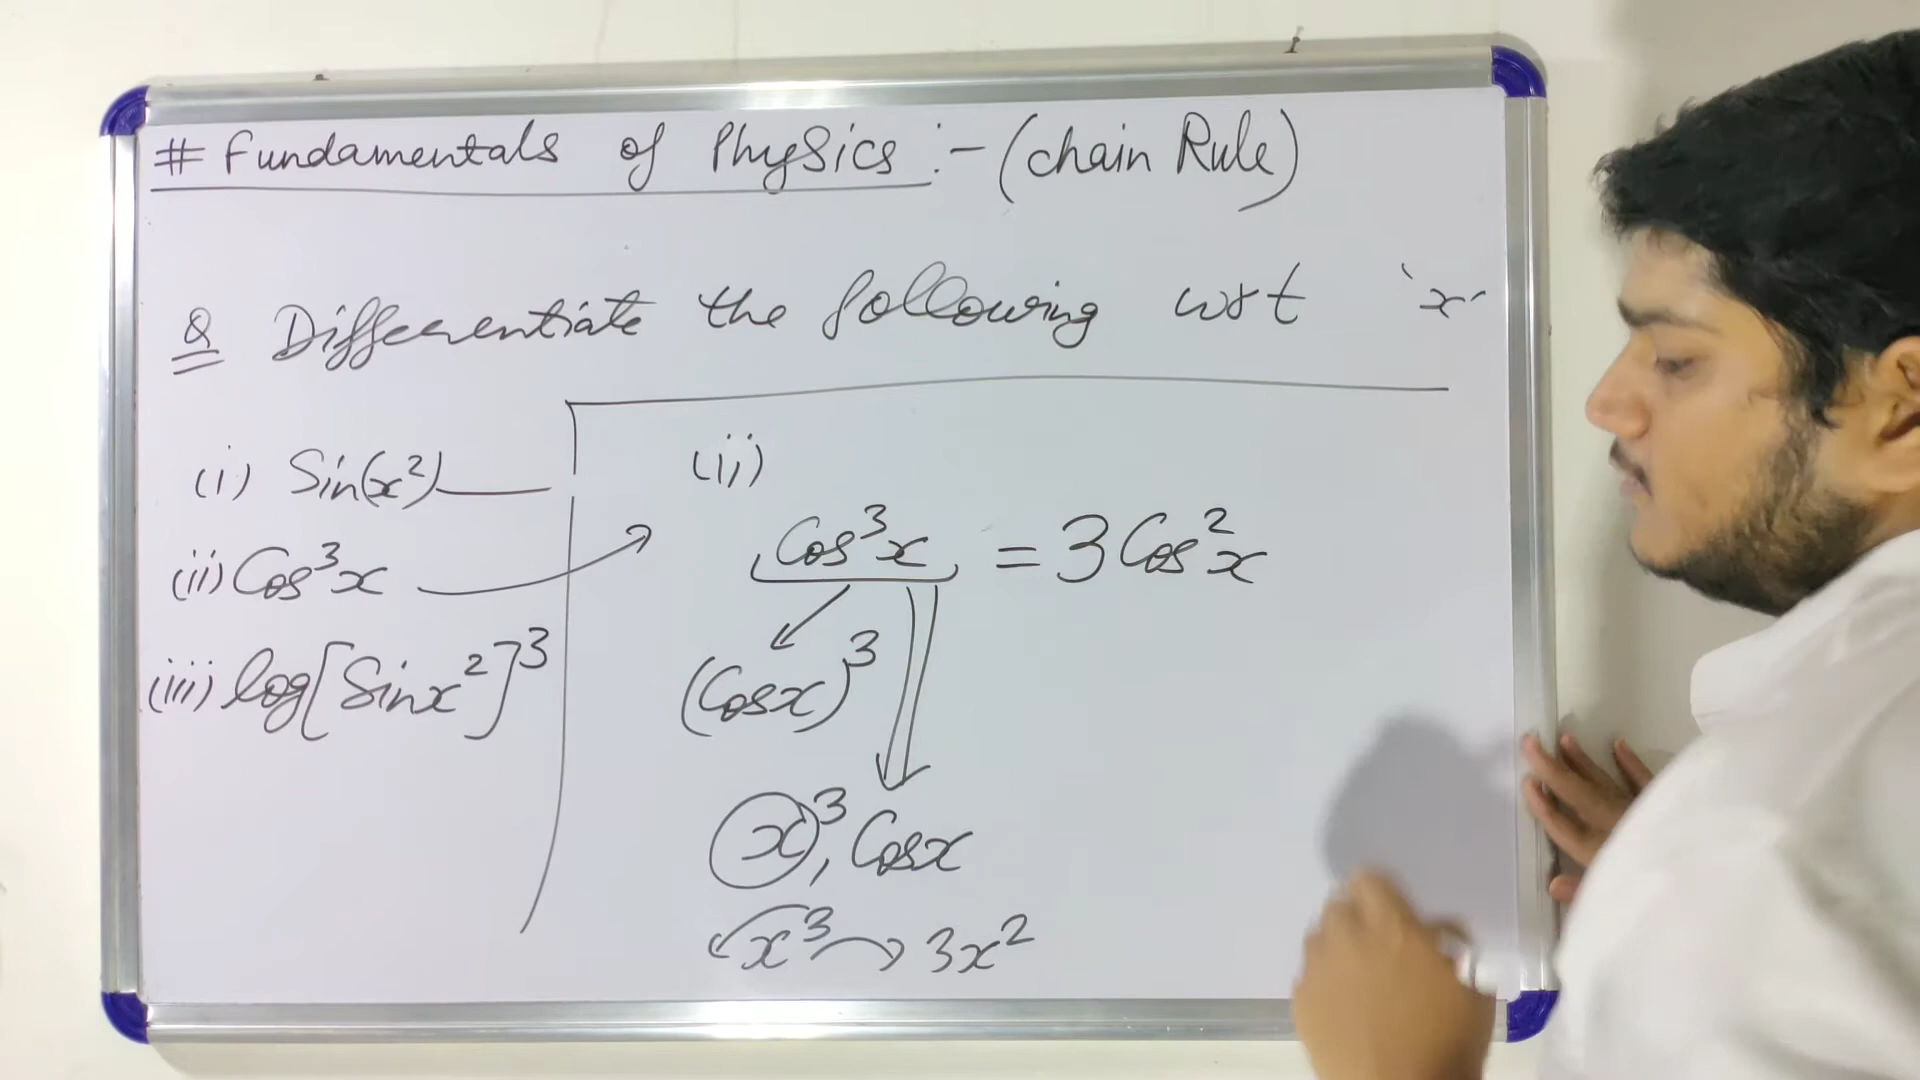 # Fundamentals of Physics :- (chain Rule)
Q Differentiate the following wrt 'x'
(i) Sin(x²)
(ii) Cos³x
(iii) log[Sinx²]³
(ii)
Cos³x = 3Cos²x
(Cosx)³
(x)³, Cosx
x³ → 3x²